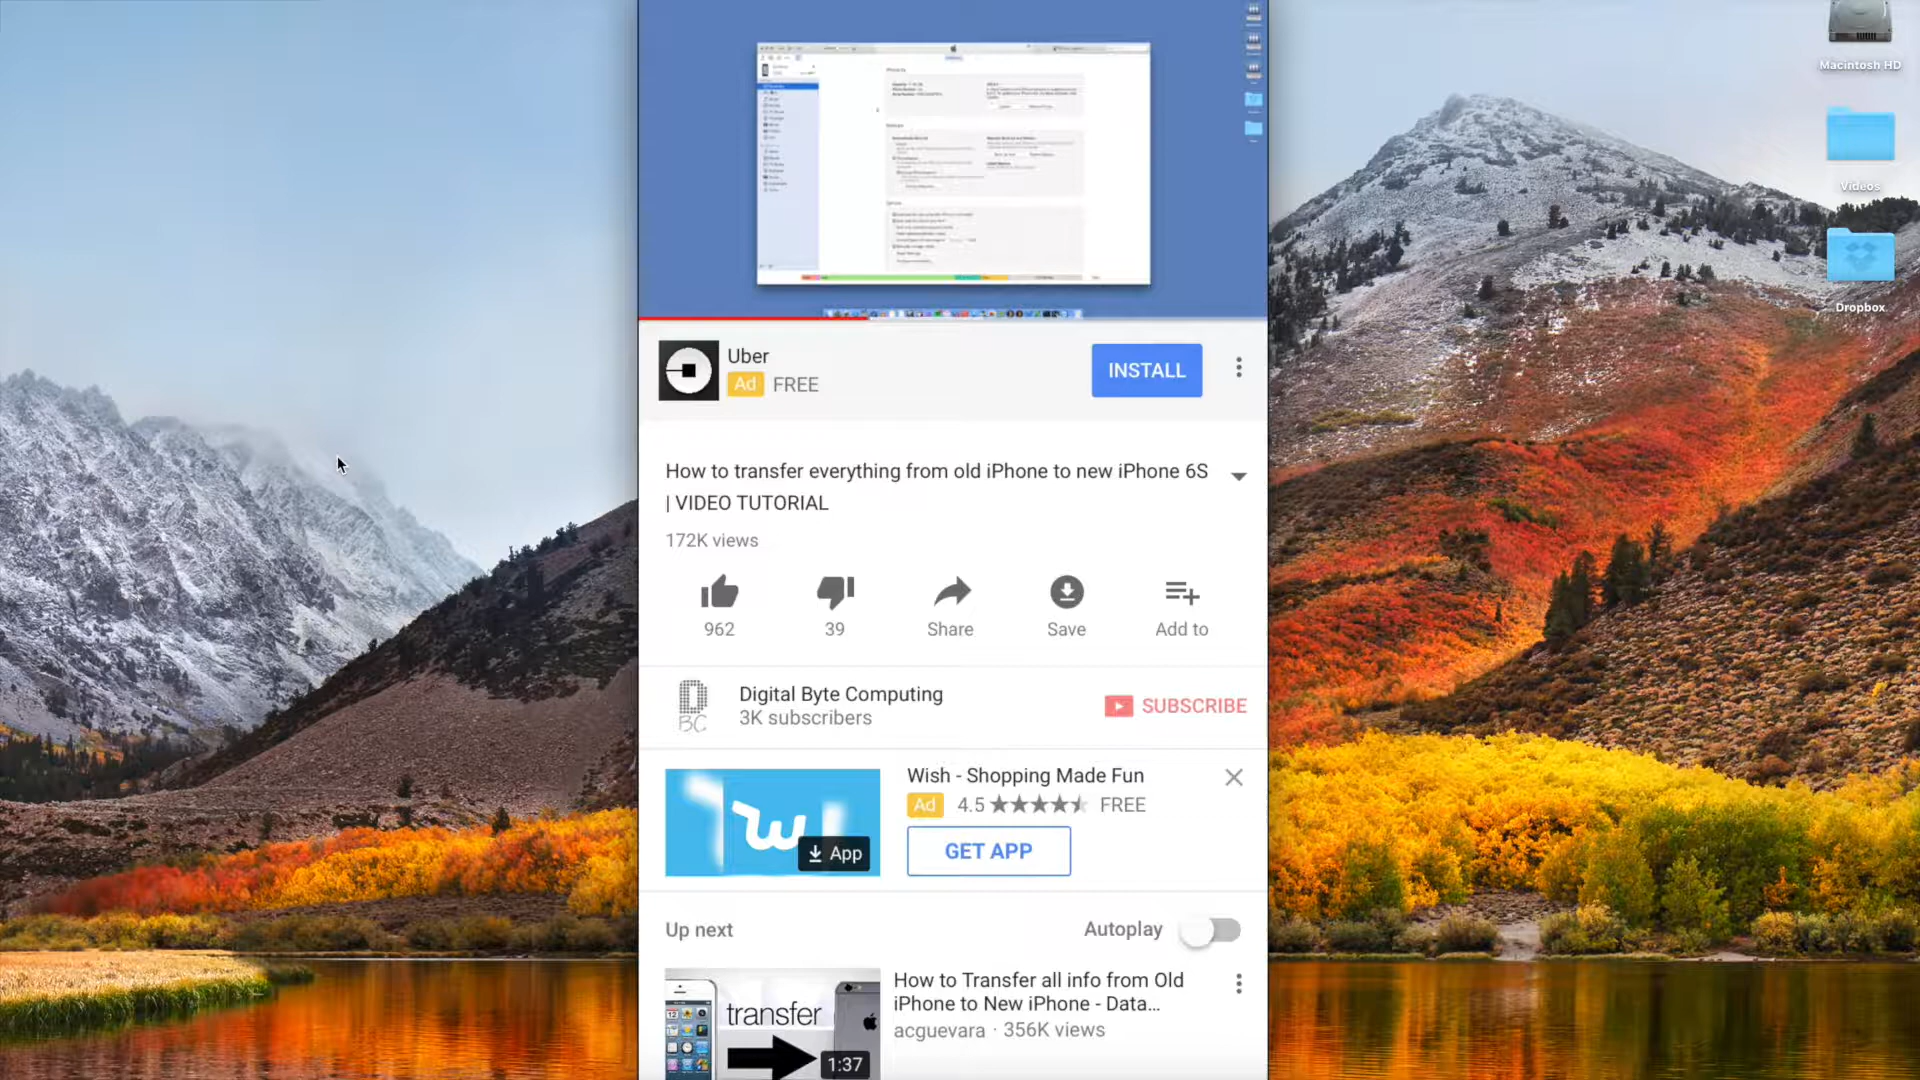 Macintosh HD
Videos
Dropbox
Uber
Ad FREE
INSTALL
How to transfer everything from old iPhone to new iPhone 6S
| VIDEO TUTORIAL
172K views
962
39
Share
Save
Add to
D
BC
Digital Byte Computing
3K subscribers
SUBSCRIBE
App
Wish - Shopping Made Fun
Ad 4.5 FREE
GET APP
Up next
Autoplay
transfer
1:37
How to Transfer all info from Old
iPhone to New iPhone - Data...
acguevara · 356K views